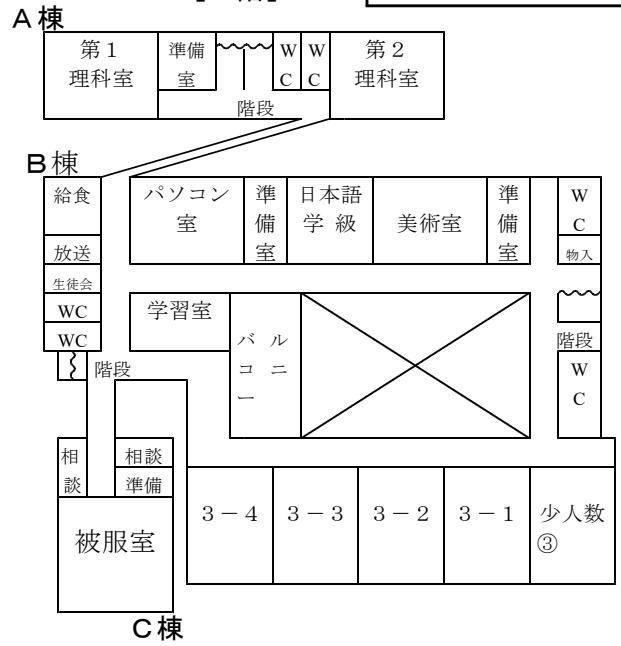 A棟
第1
理科室
準備
室
WC
WC
第2
理科室
階段
B棟
給食
放送
生徒会
WC
WC
階段
パソコン
室
準備室
日本語
学級
美術室
準備室
WC
物入
階段
WC
学習室
バルコニー
相談
相談
準備
被服室
3-4
3-3
3-2
3-1
少人数
③
C棟